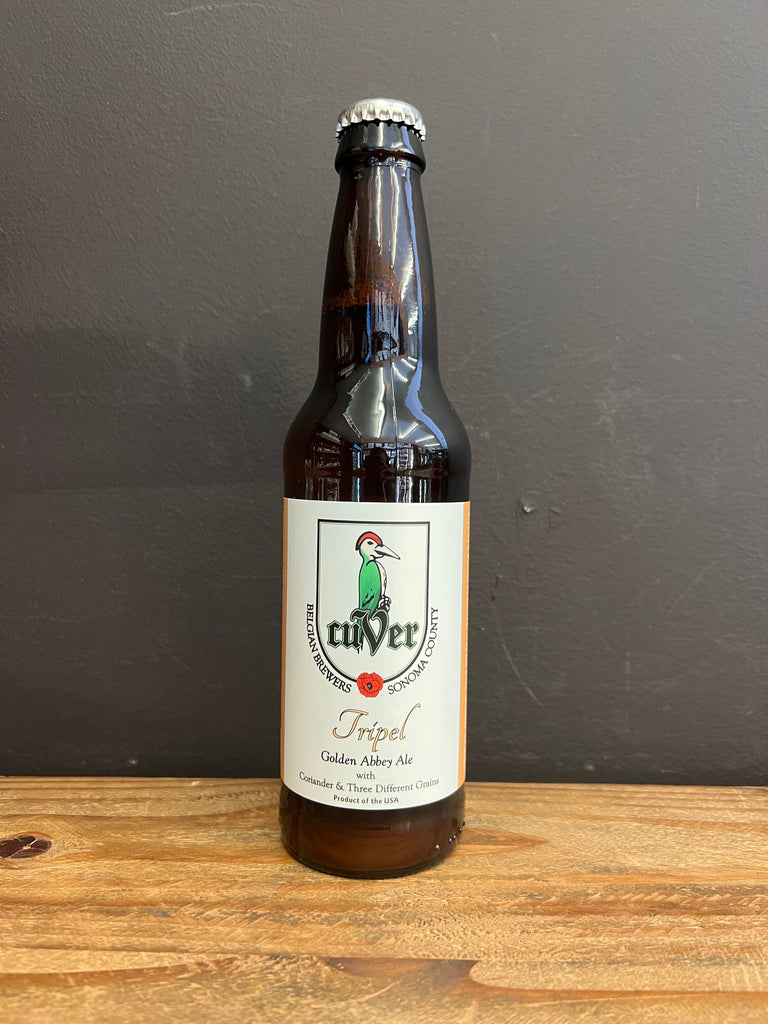 cuVer
BELGIAN BREWERS
SONOMA COUNTY
Tripel
Golden Abbey Ale
with
Coriander & Three Different Grains
Product of the USA